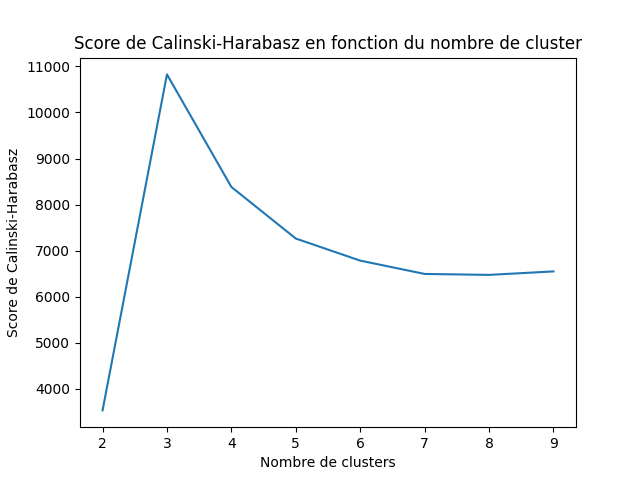 Score de Calinski-Harabasz en fonction du nombre de cluster
11000
10000
9000
8000
7000
6000
5000
4000
Score de Calinski-Harabasz
2 3 4 5 6 7 8 9
Nombre de clusters